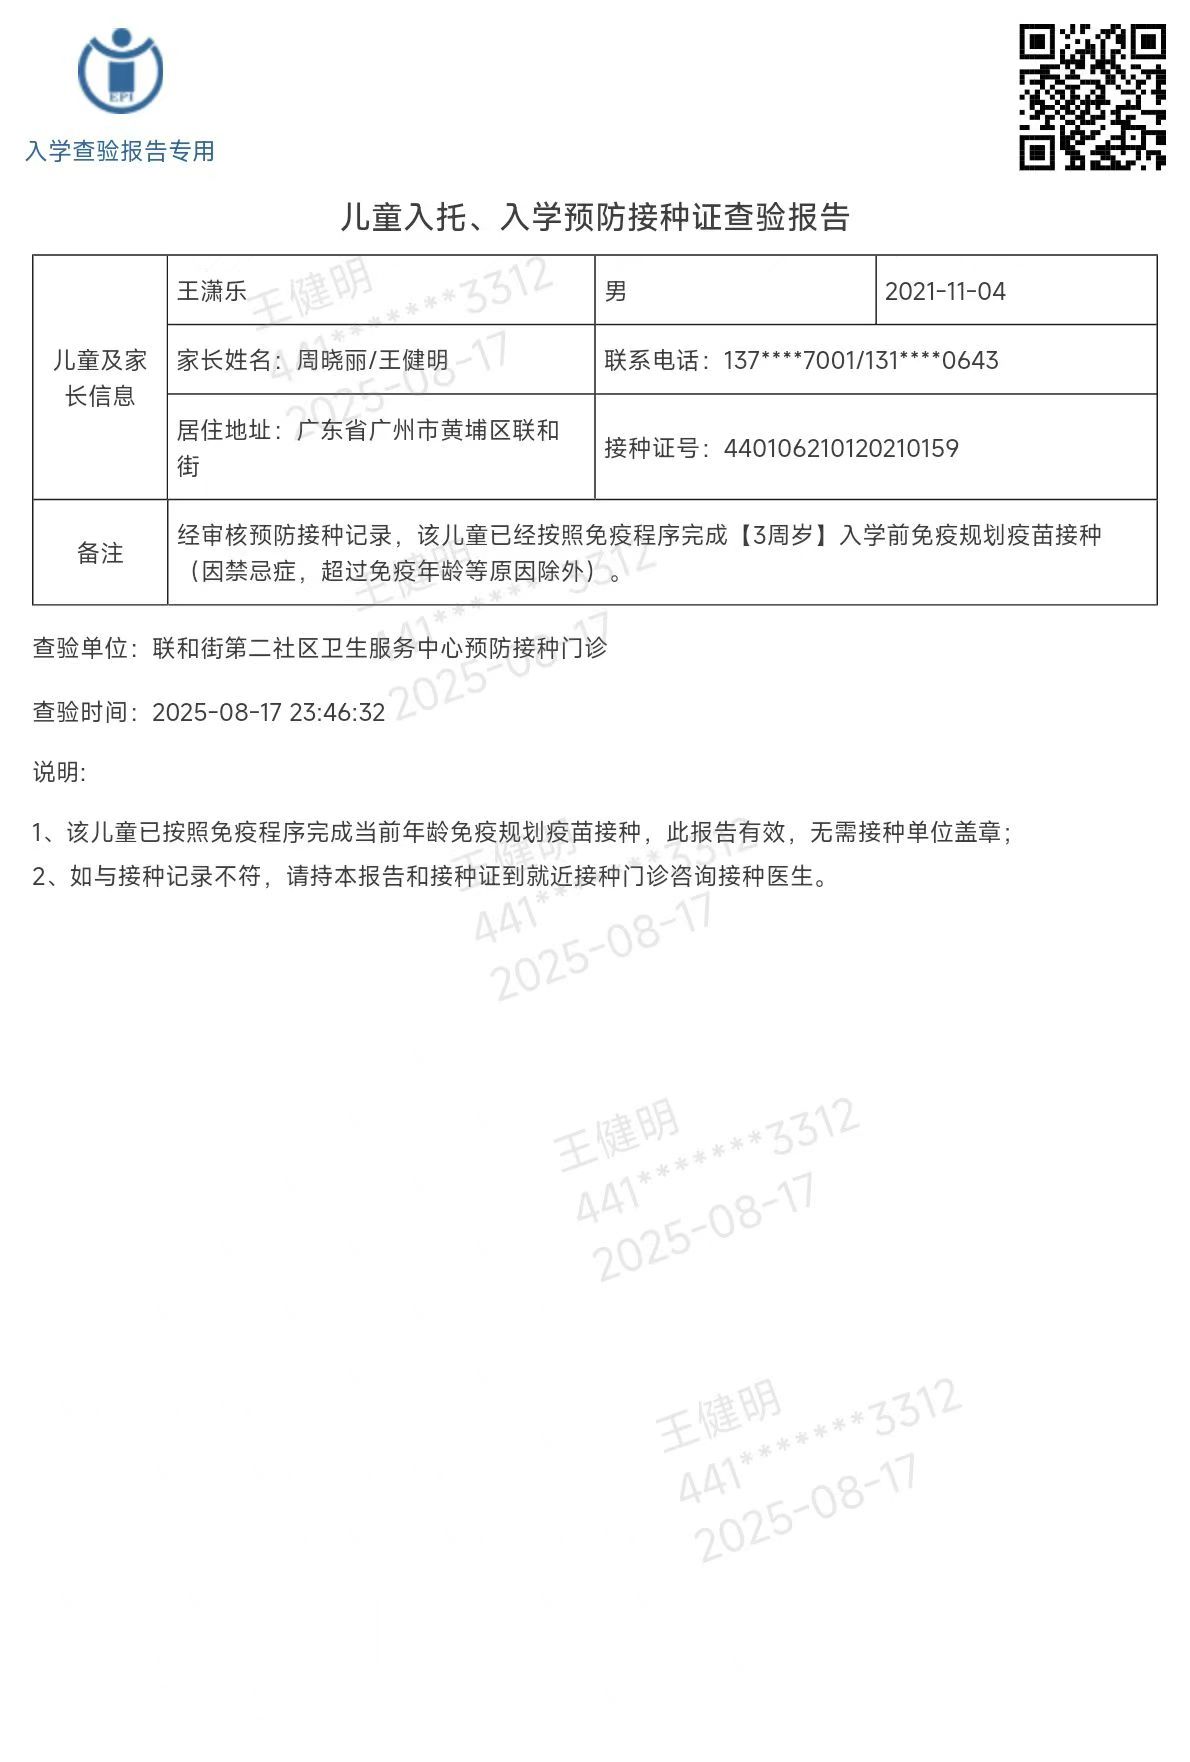 EPI
入学查验报告专用
儿童入托、入学预防接种证查验报告
儿童及家
长信息
王潇乐
男
2021-11-04
家长姓名：周晓丽/王健明
联系电话：137****7001/131****0643
居住地址：广东省广州市黄埔区联和
街
接种证号：440106210120210159
备注
经审核预防接种记录，该儿童已经按照免疫程序完成【3周岁】入学前免疫规划疫苗接种
（因禁忌症，超过免疫年龄等原因除外）。
查验单位：联和街第二社区卫生服务中心预防接种门诊
查验时间：2025-08-17 23:46:32
说明:
1、该儿童已按照免疫程序完成当前年龄免疫规划疫苗接种，此报告有效，无需接种单位盖章；
2、如与接种记录不符，请持本报告和接种证到就近接种门诊咨询接种医生。
王健明
441*******3312
2025-08-17
王健明
441*******3312
2025-08-17
王健明
441*******3312
2025-08-17
王健明
441*******3312
2025-08-17
王健明
441*******3312
2025-08-17